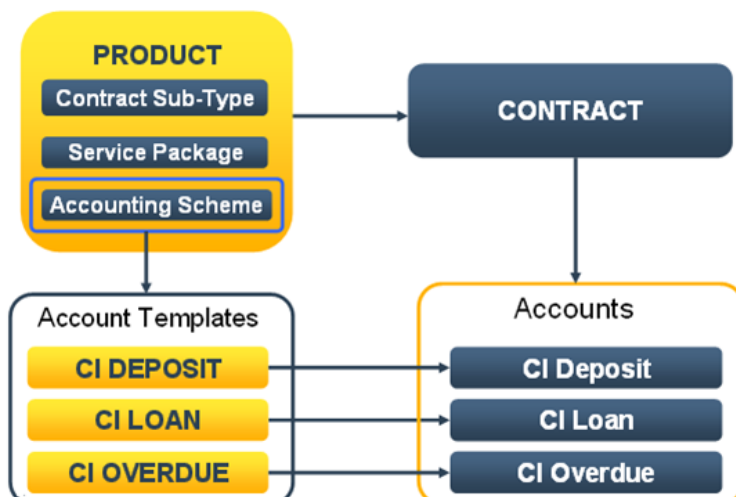 PRODUCT
Contract Sub-Type
Service Package
Accounting Scheme
CONTRACT
Account Templates
CI DEPOSIT
CI LOAN
CI OVERDUE
Accounts
CI Deposit
CI Loan
CI Overdue